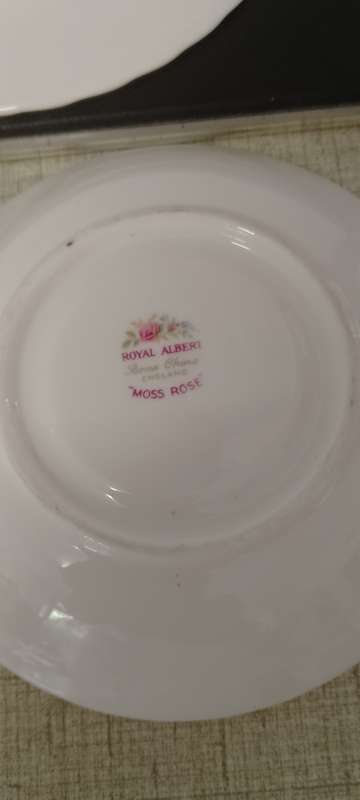 ROYAL ALBERT
Bone China
ENGLAND
"MOSS ROSE"